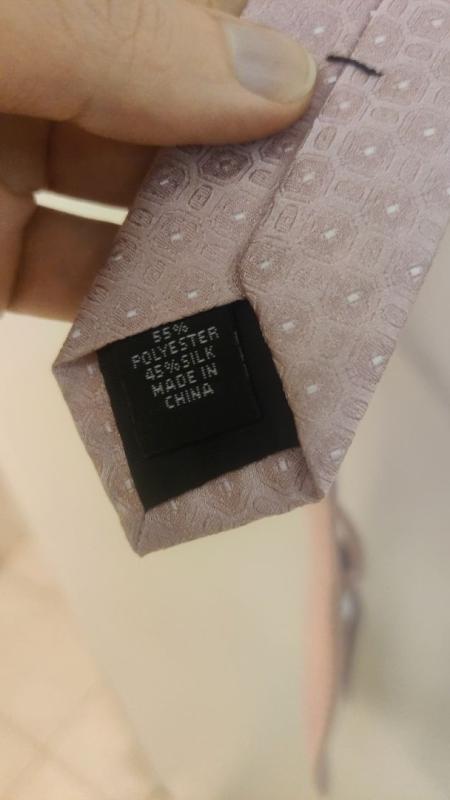 55%
POLYESTER
45%SILK
MADE IN
CHINA